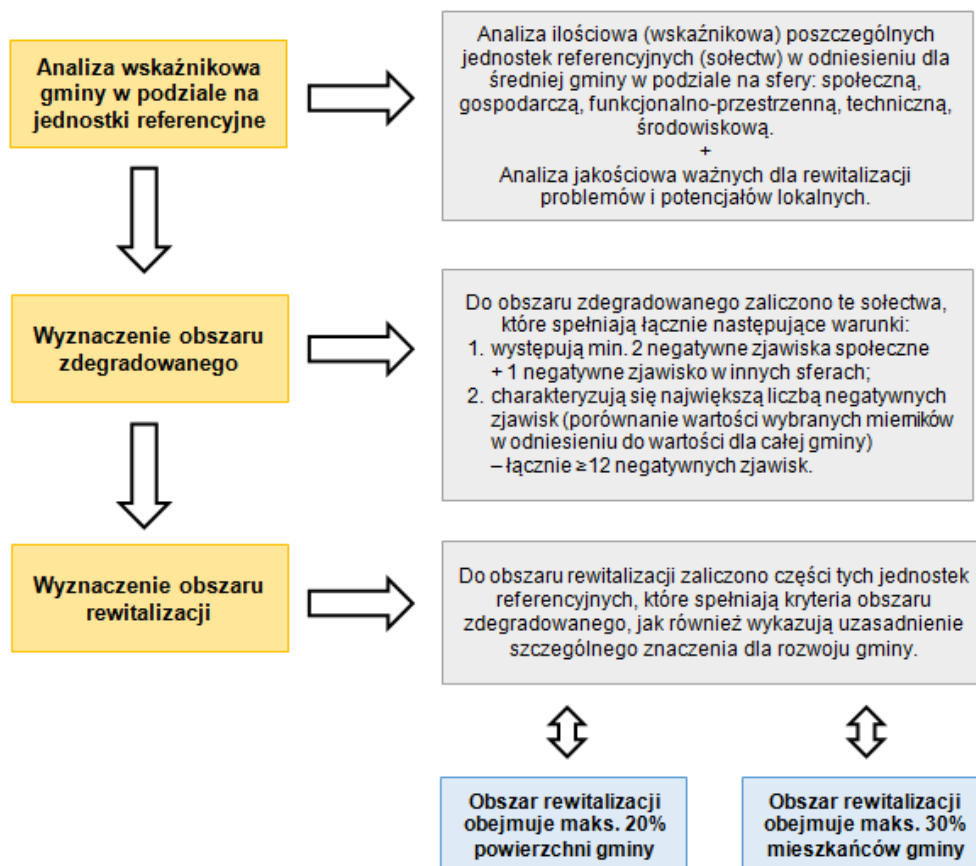 Analiza wskaźnikowa
gminy w podziale na
jednostki referencyjne
Analiza ilościowa (wskaźnikowa) poszczególnych
jednostek referencyjnych (sołectw) w odniesieniu dla
średniej gminy w podziale na sfery: społeczną,
gospodarczą, funkcjonalno-przestrzenną, techniczną,
środowiskową.
+
Analiza jakościowa ważnych dla rewitalizacji
problemów i potencjałów lokalnych.
Wyznaczenie obszaru
zdegradowanego
Do obszaru zdegradowanego zaliczono te sołectwa,
które spełniają łącznie następujące warunki:
1. występują min. 2 negatywne zjawiska społeczne
+ 1 negatywne zjawisko w innych sferach;
2. charakteryzują się największą liczbą negatywnych
zjawisk (porównanie wartości wybranych mierników
w odniesieniu do wartości dla całej gminy)
– łącznie ≥12 negatywnych zjawisk.
Wyznaczenie obszaru
rewitalizacji
Do obszaru rewitalizacji zaliczono części tych jednostek
referencyjnych, które spełniają kryteria obszaru
zdegradowanego, jak również wykazują uzasadnienie
szczególnego znaczenia dla rozwoju gminy.
Obszar rewitalizacji
obejmuje maks. 20%
powierzchni gminy
Obszar rewitalizacji
obejmuje maks. 30%
mieszkańców gminy